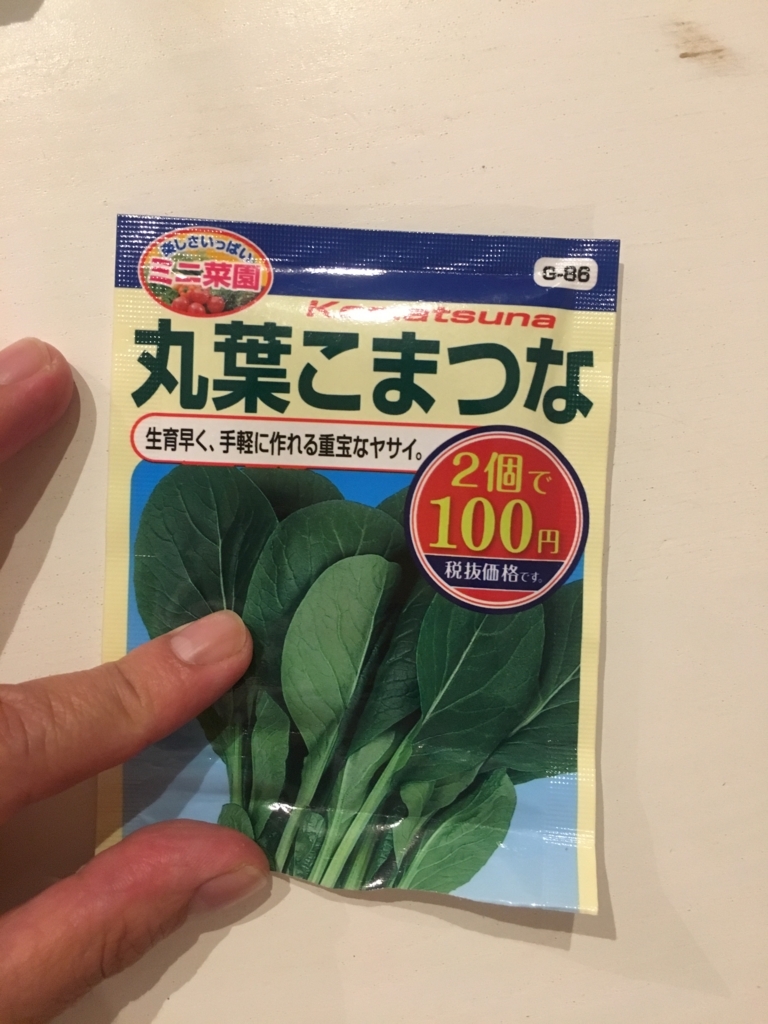 楽しさいっぱい
ミニ菜園
G-86
Komatsuna
丸葉こまつな
生育早く、手軽に作れる重宝なヤサイ。
2個で
100円
税抜価格です。